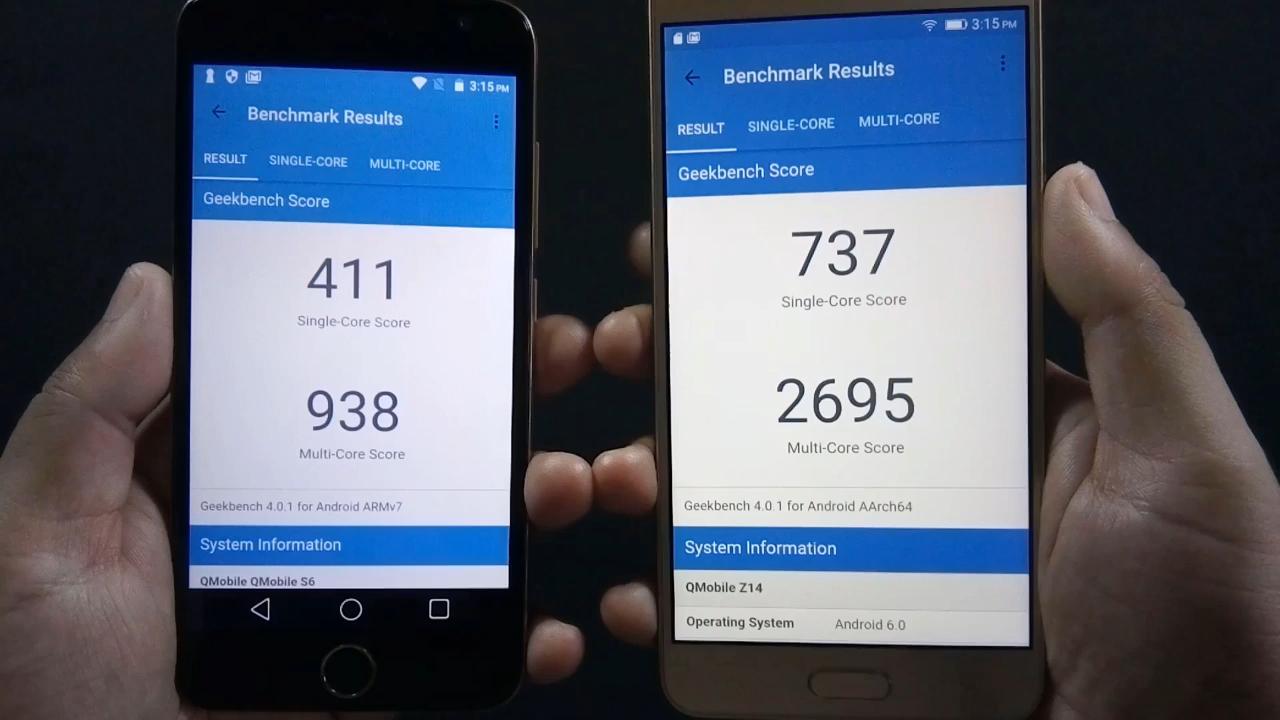 3:15 PM
Benchmark Results
RESULT SINGLE-CORE MULTI-CORE
Geekbench Score
411
Single-Core Score
938
Multi-Core Score
Geekbench 4.0.1 for Android ARMv7
System Information
QMobile QMobile S6
3:15 PM
Benchmark Results
RESULT SINGLE-CORE MULTI-CORE
Geekbench Score
737
Single-Core Score
2695
Multi-Core Score
Geekbench 4.0.1 for Android AArch64
System Information
QMobile Z14
Operating System Android 6.0